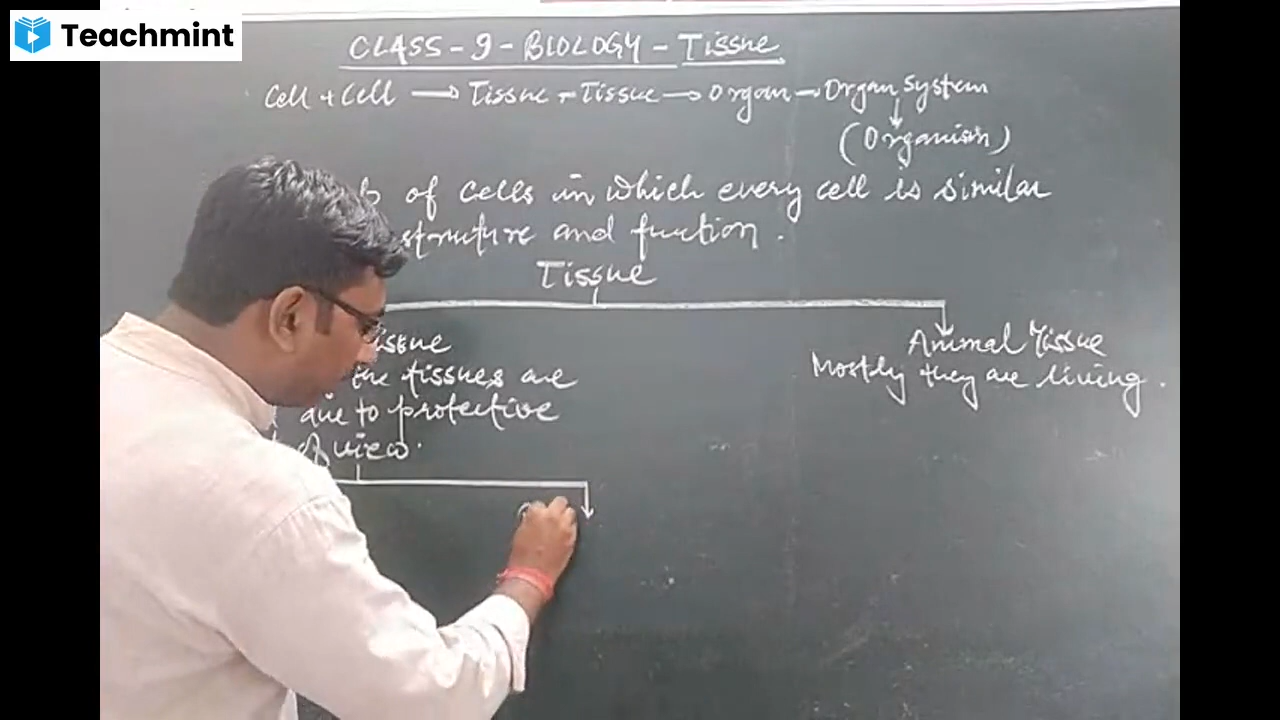 Teachmint
CLASS - 9 - BIOLOGY - Tissue
Cell + Cell → Tissue - Tissue → Organ → Organ System
(Organism)
of cells in which every cell is similar
structure and function .
Tissue
Animal Tissue
the tissues are
Mostly they are living .
due to protective
of view .